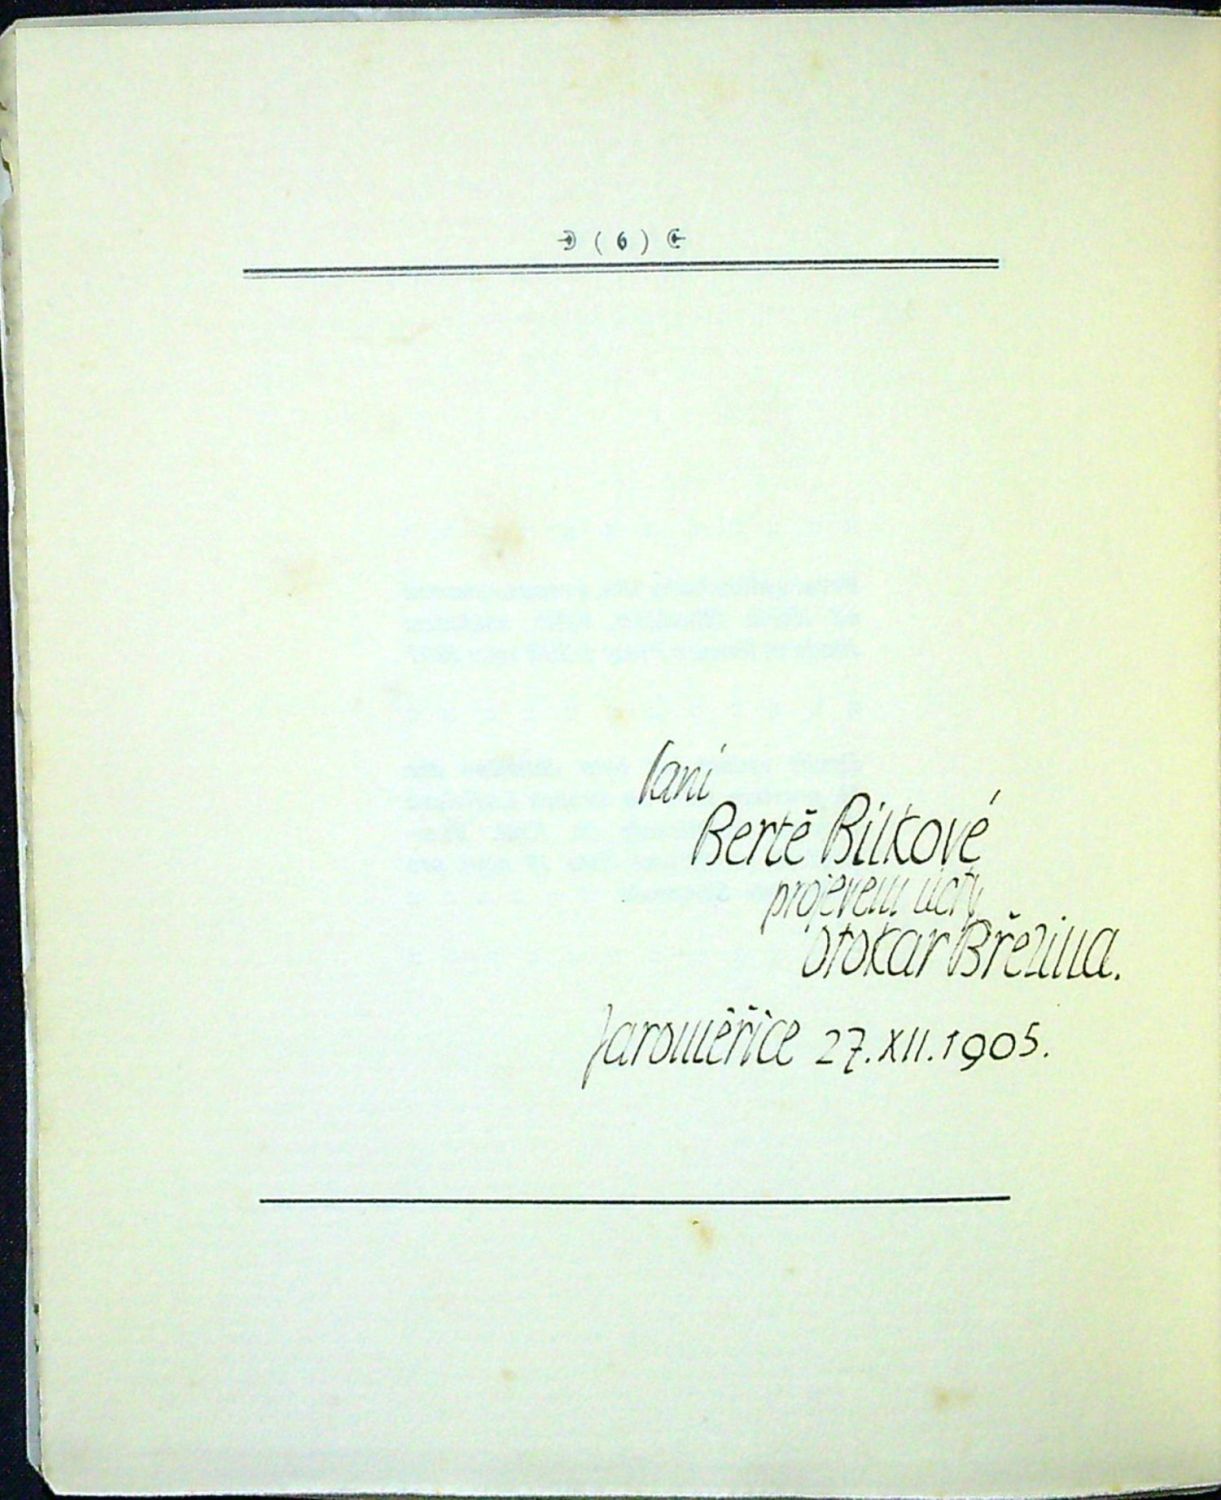 ( 6 )
Paní
Bertě Bílkové
projevem úcty
Otokar Březina.
Jaroměřice 27.XII.1905.